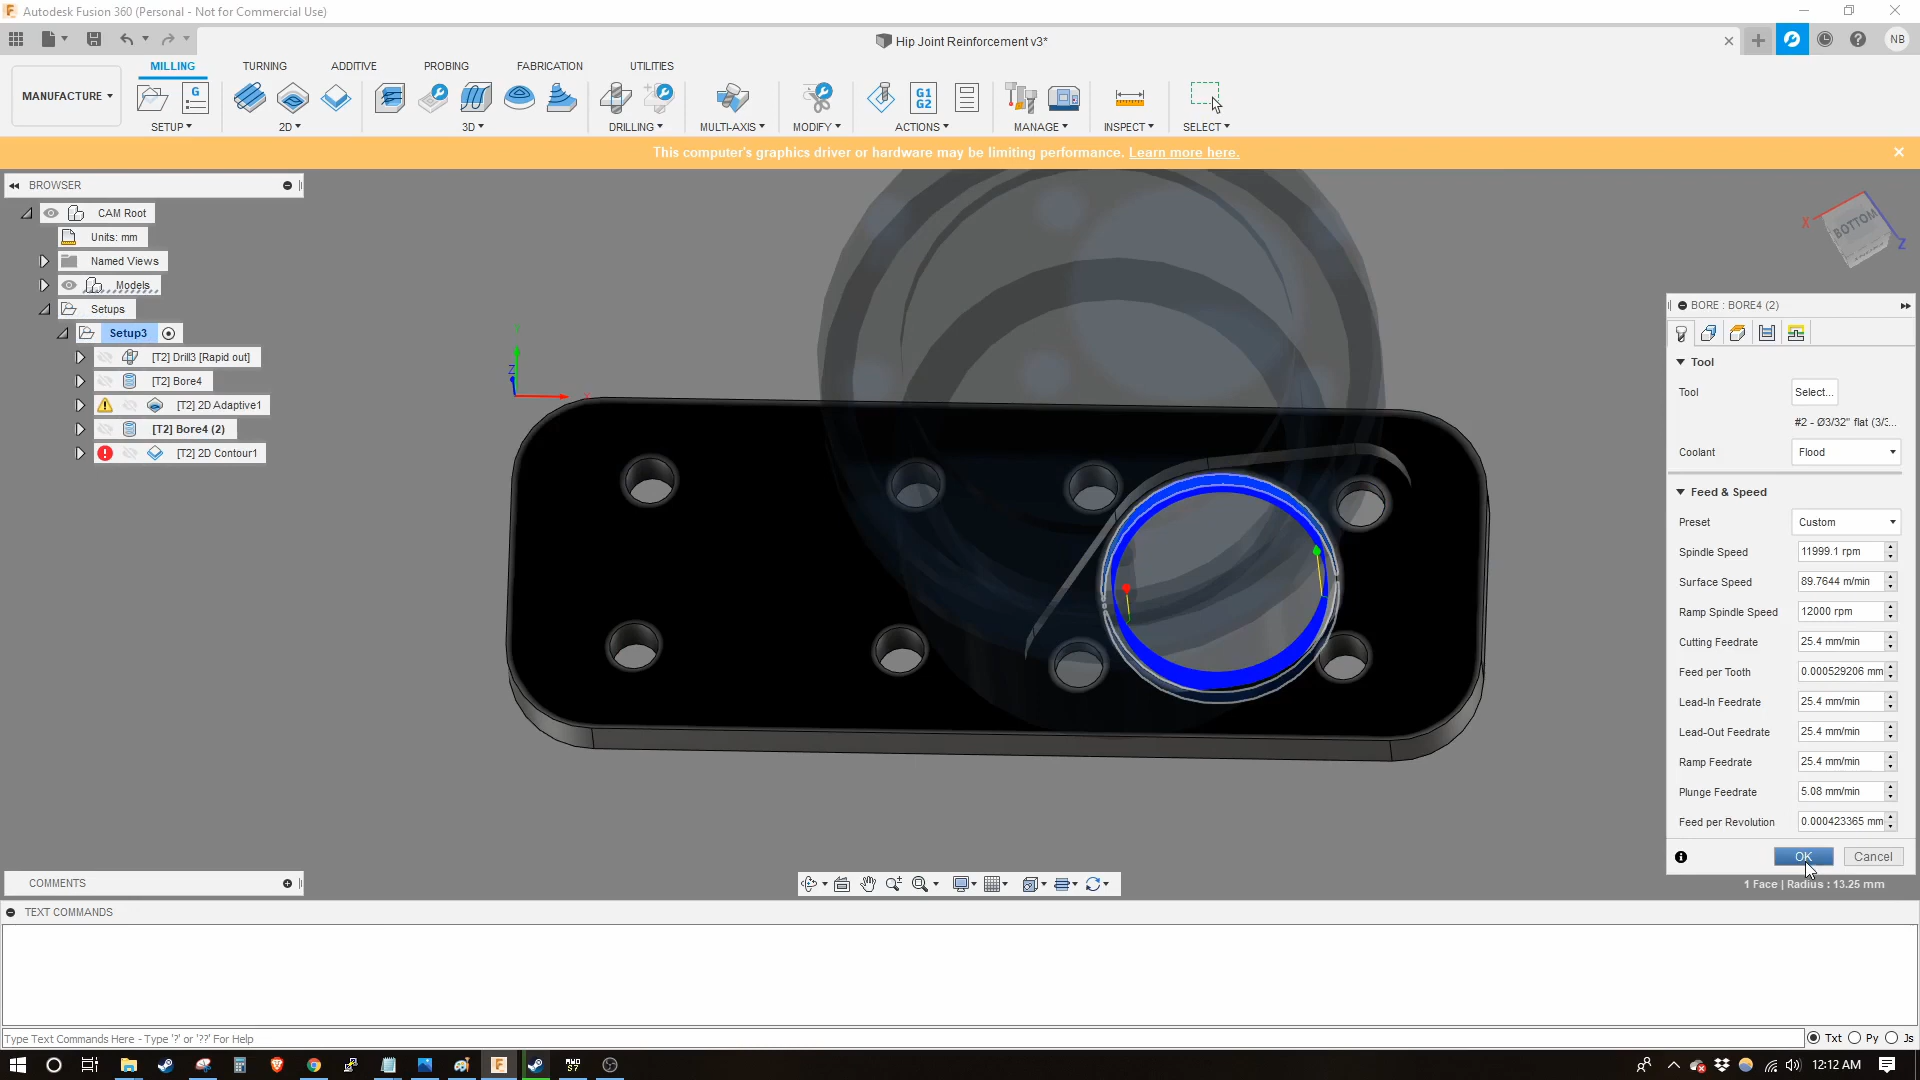 Autodesk Fusion 360 (Personal - Not for Commercial Use)
Hip Joint Reinforcement v3*
NB
MILLING TURNING ADDITIVE PROBING FABRICATION UTILITIES
MANUFACTURE
G
G1
G2
SETUP 2D 3D DRILLING MULTI-AXIS MODIFY ACTIONS MANAGE INSPECT SELECT
This computer's graphics driver or hardware may be limiting performance. Learn more here.
BROWSER
CAM Root
Units: mm
Named Views
Models
Setups
Setup3
[T2] Drill3 [Rapid out]
[T2] Bore4
[T2] 2D Adaptive1
[T2] Bore4 (2)
[T2] 2D Contour1
Z
X
BOTTOM
Z
BORE : BORE4 (2)
Tool
Tool Select...
#2 - Ø3/32" flat (3/3...
Coolant Flood
Feed & Speed
Preset Custom
Spindle Speed 11999.1 rpm
Surface Speed 89.7644 m/min
Ramp Spindle Speed 12000 rpm
Cutting Feedrate 25.4 mm/min
Feed per Tooth 0.000529206 mm
Lead-In Feedrate 25.4 mm/min
Lead-Out Feedrate 25.4 mm/min
Ramp Feedrate 25.4 mm/min
Plunge Feedrate 5.08 mm/min
Feed per Revolution 0.000423365 mm
OK Cancel
1 Face | Radius : 13.25 mm
COMMENTS
TEXT COMMANDS
Type Text Commands Here - Type '?' or '??' For Help
Txt Py Js
12:12 AM